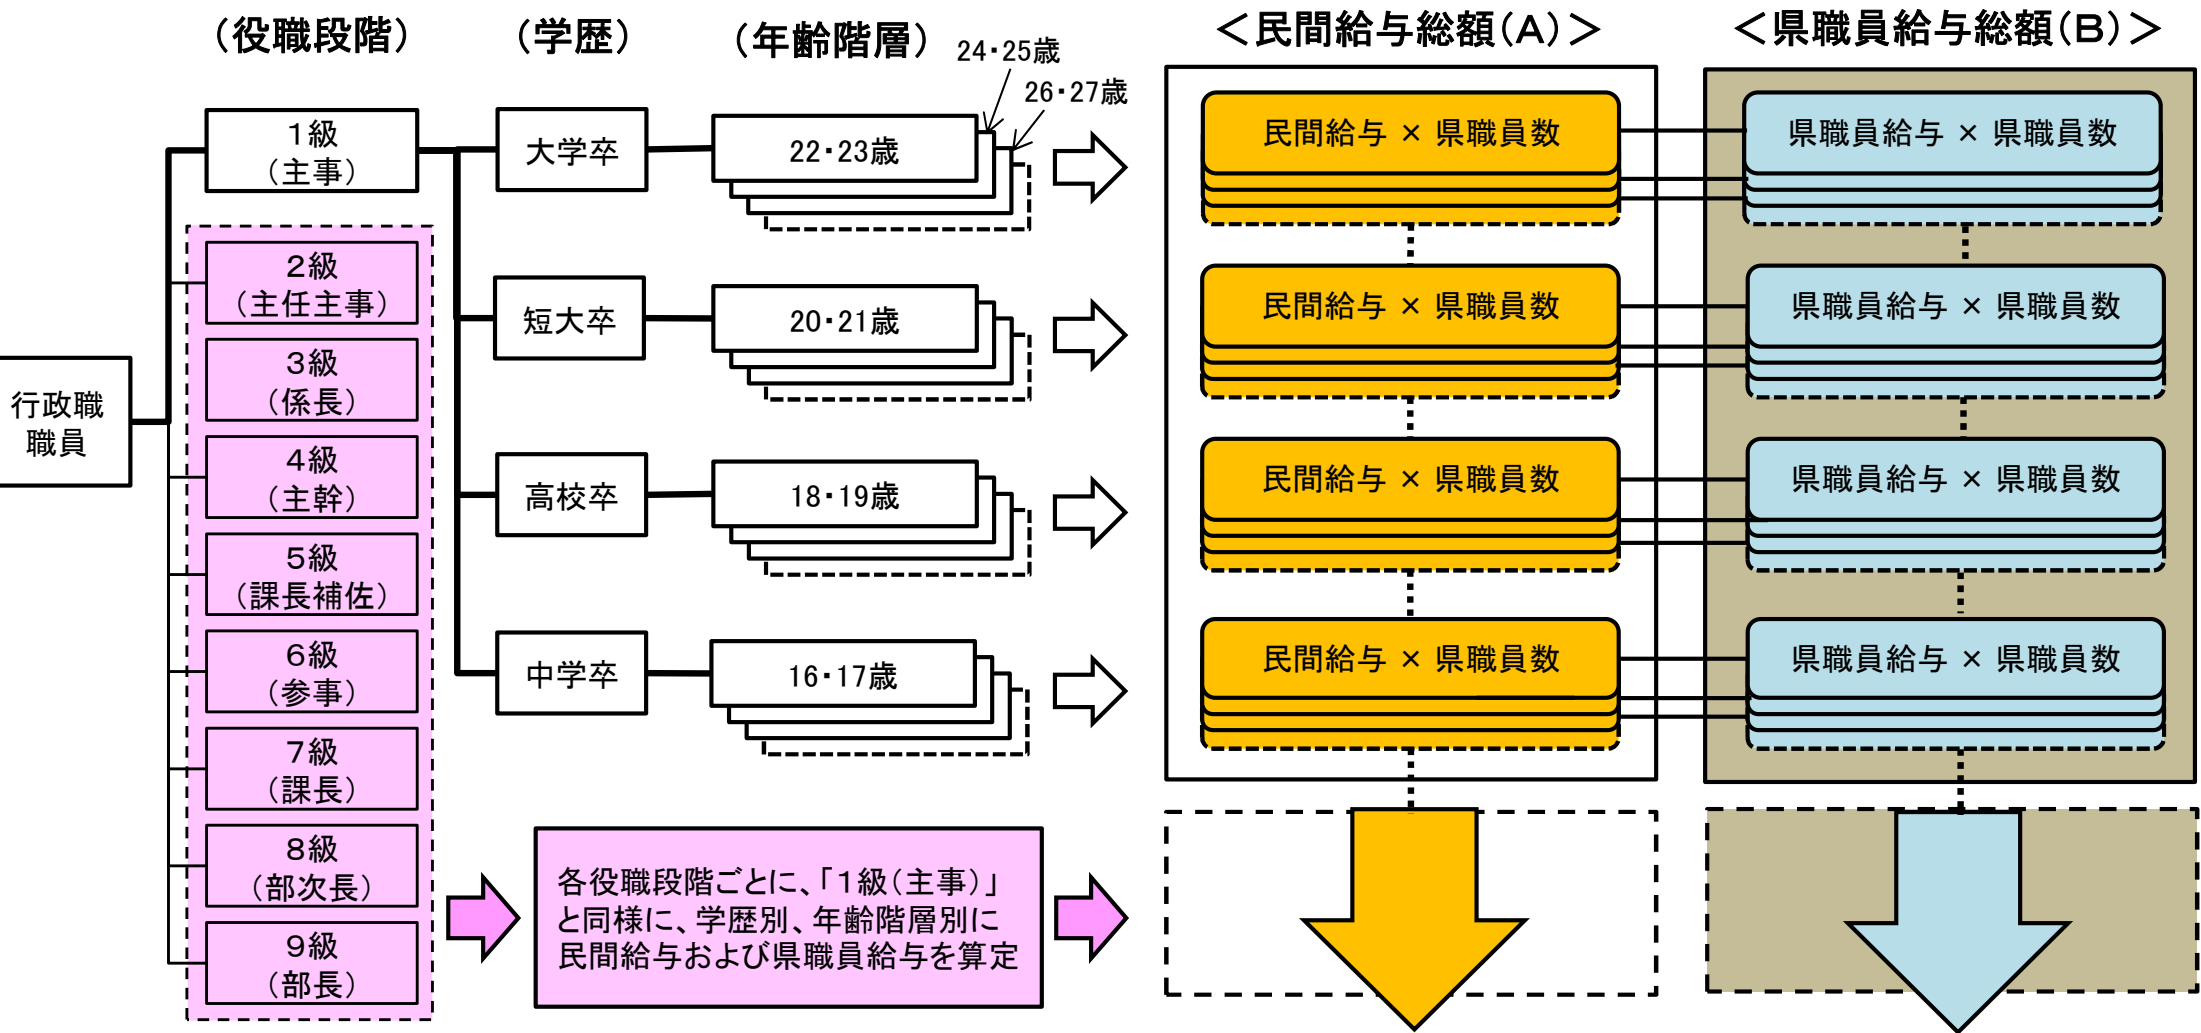 （役職段階）
（学歴）
（年齢階層）
24・25歳
26・27歳
＜民間給与総額（A）＞
＜県職員給与総額（B）＞
行政職
職員
１級
（主事）
２級
（主任主事）
３級
（係長）
４級
（主幹）
５級
（課長補佐）
６級
（参事）
７級
（課長）
８級
（部次長）
９級
（部長）
大学卒
22・23歳
民間給与 × 県職員数
県職員給与 × 県職員数
短大卒
20・21歳
民間給与 × 県職員数
県職員給与 × 県職員数
高校卒
18・19歳
民間給与 × 県職員数
県職員給与 × 県職員数
中学卒
16・17歳
民間給与 × 県職員数
県職員給与 × 県職員数
各役職段階ごとに、「１級（主事）」
と同様に、学歴別、年齢階層別に
民間給与および県職員給与を算定